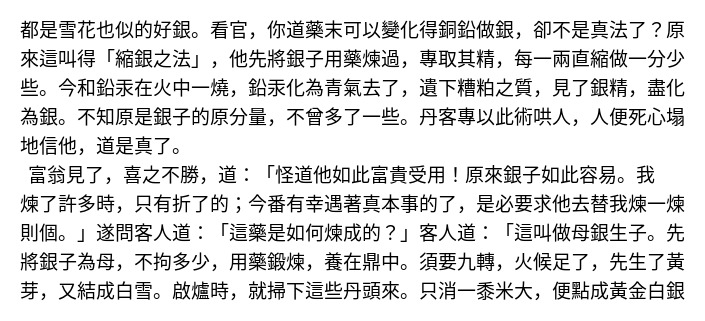 都是雪花也似的好銀。看官，你道藥末可以變化得銅鉛做銀，卻不是真法了？原
來這叫得「縮銀之法」，他先將銀子用藥煉過，專取其精，每一兩直縮做一分少
些。今和鉛汞在火中一燒，鉛汞化為青氣去了，遺下糟粕之質，見了銀精，盡化
為銀。不知原是銀子的原分量，不曾多了一些。丹客專以此術哄人，人便死心塌
地信他，道是真了。
富翁見了，喜之不勝，道：「怪道他如此富貴受用！原來銀子如此容易。我
煉了許多時，只有折了的；今番有幸遇著真本事的了，是必要求他去替我煉一煉
則個。」遂問客人道：「這藥是如何煉成的？」客人道：「這叫做母銀生子。先
將銀子為母，不拘多少，用藥鍛煉，養在鼎中。須要九轉，火候足了，先生了黃
芽，又結成白雪。啟爐時，就掃下這些丹頭來。只消一黍米大，便點成黃金白銀